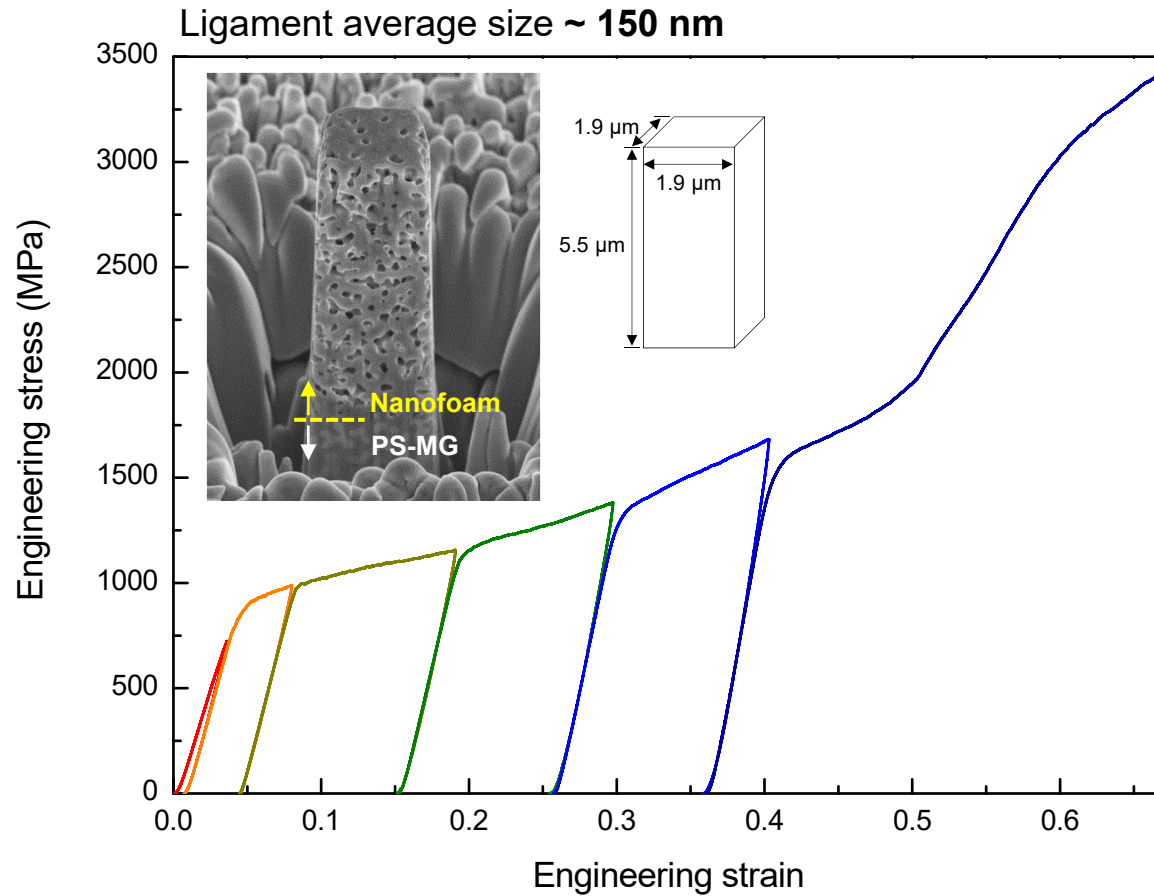 Ligament average size ~ 150 nm
3500
3000
2500
2000
1500
1000
500
0
Engineering stress (MPa)
1.9 µm
1.9 µm
5.5 µm
Nanofoam
PS-MG
0.0 0.1 0.2 0.3 0.4 0.5 0.6
Engineering strain